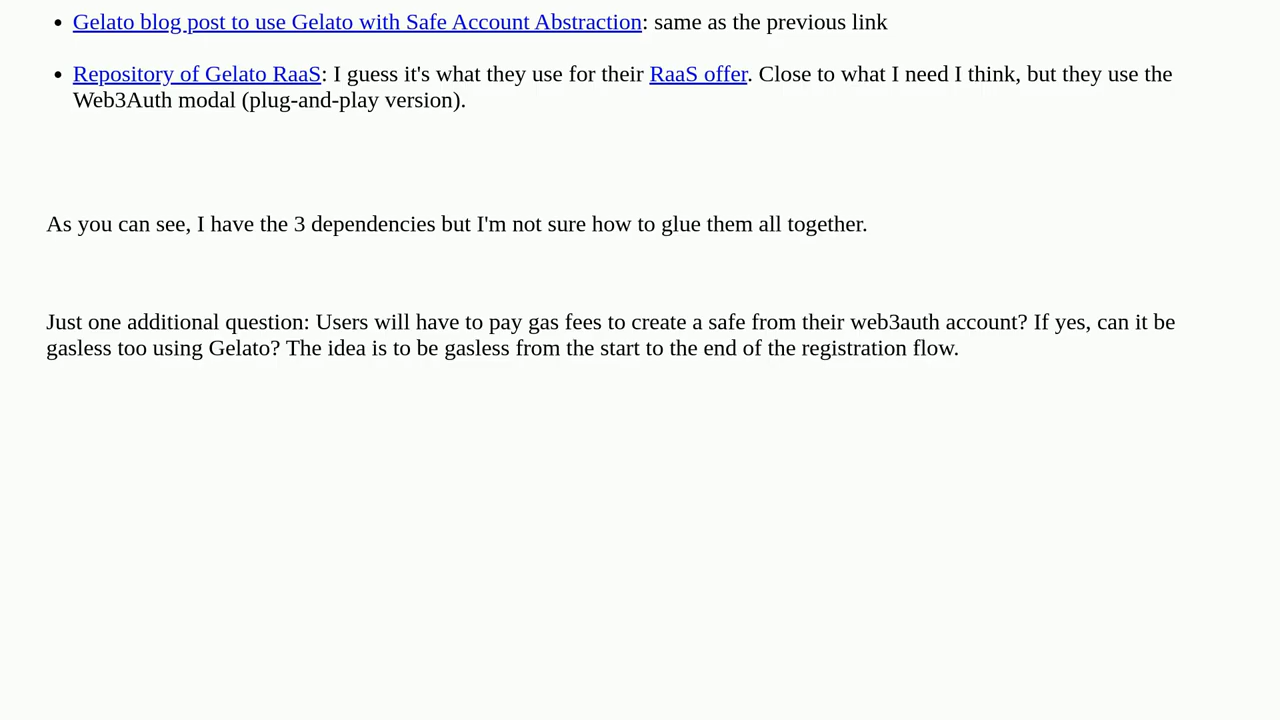 • Gelato blog post to use Gelato with Safe Account Abstraction: same as the previous link
• Repository of Gelato RaaS: I guess it's what they use for their RaaS offer. Close to what I need I think, but they use the
Web3Auth modal (plug-and-play version).
As you can see, I have the 3 dependencies but I'm not sure how to glue them all together.
Just one additional question: Users will have to pay gas fees to create a safe from their web3auth account? If yes, can it be
gasless too using Gelato? The idea is to be gasless from the start to the end of the registration flow.